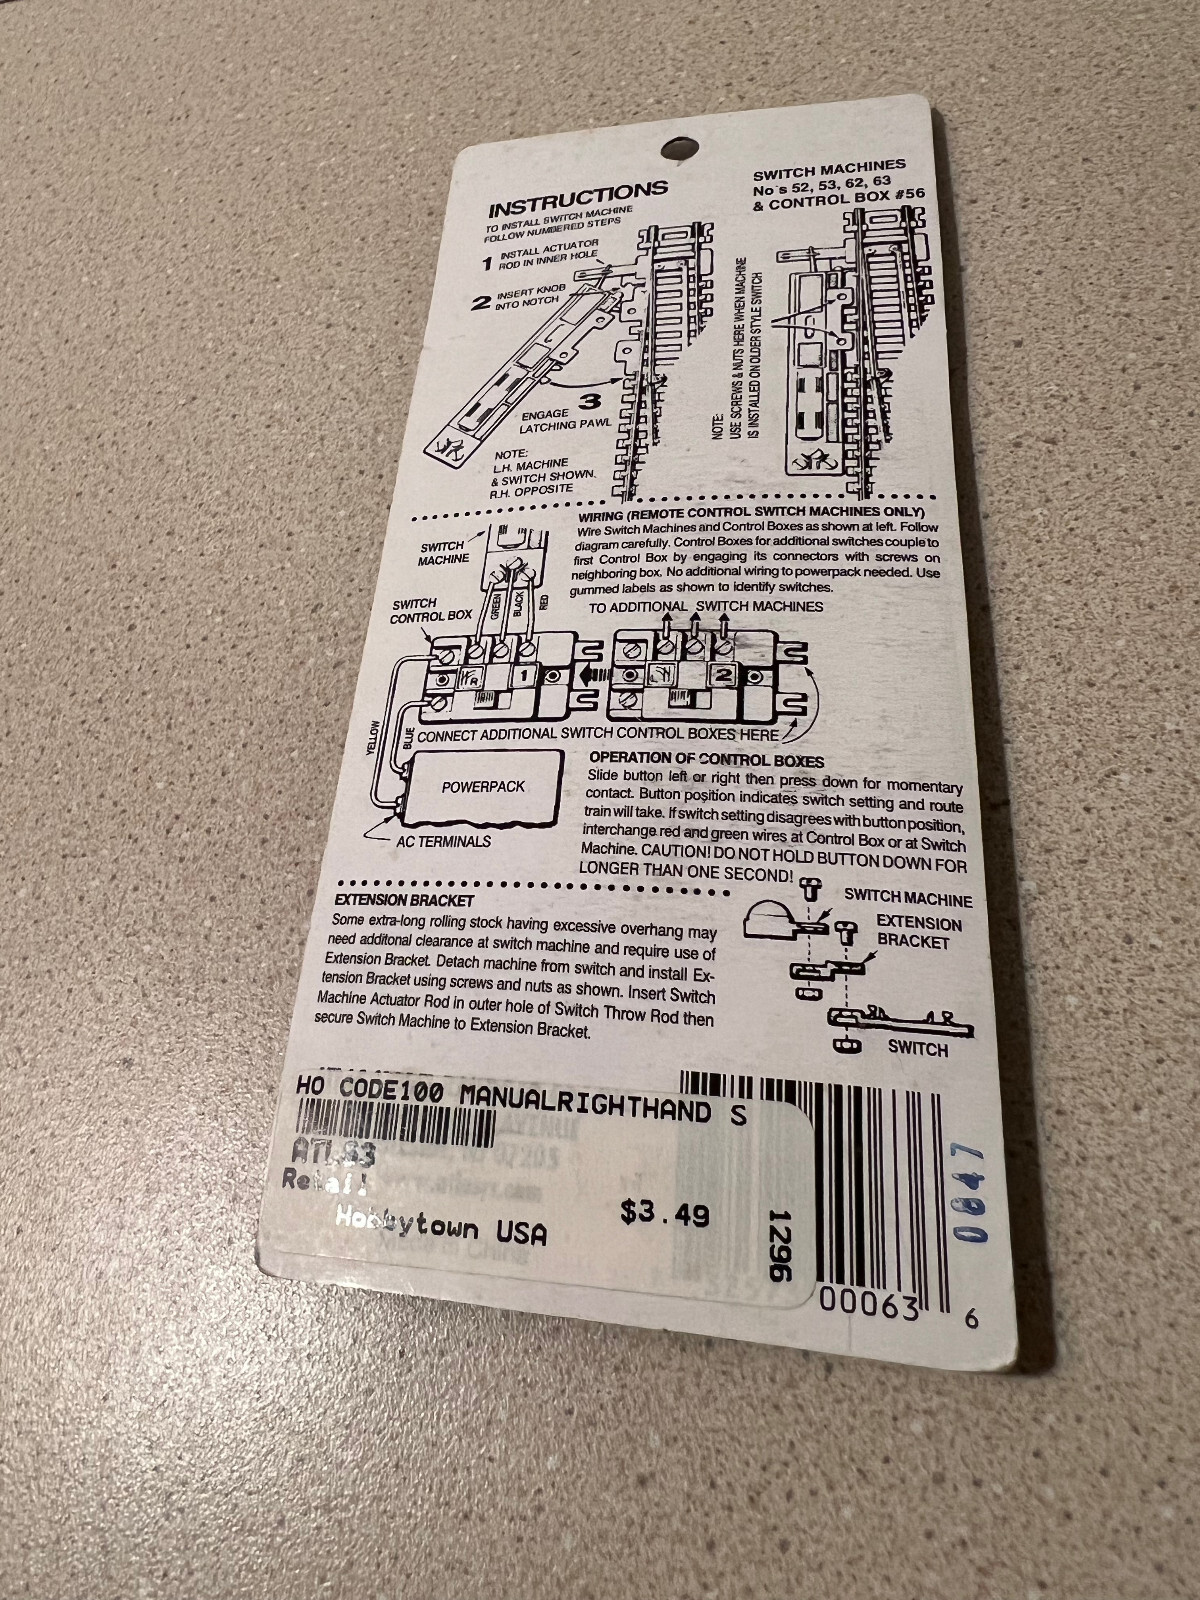 INSTRUCTIONS
TO INSTALL SWITCH MACHINE
FOLLOW NUMBERED STEPS
1 INSTALL ACTUATOR
ROD IN INNER HOLE
2 INSERT KNOB
INTO NOTCH
3
ENGAGE
LATCHING PAWL
NOTE:
L.H. MACHINE
& SWITCH SHOWN.
R.H. OPPOSITE
SWITCH MACHINES
No's 52, 53, 62, 63
& CONTROL BOX #56
NOTE:
USE SCREWS & NUTS HERE WHEN MACHINE
IS INSTALLED ON OLDER STYLE SWITCH
WIRING (REMOTE CONTROL SWITCH MACHINES ONLY)
Wire Switch Machines and Control Boxes as shown at left. Follow
diagram carefully. Control Boxes for additional switches couple to
first Control Box by engaging its connectors with screws on
neighboring box. No additional wiring to powerpack needed. Use
gummed labels as shown to identify switches.
SWITCH
MACHINE
SWITCH
CONTROL BOX
GREEN
BLACK
RED
TO ADDITIONAL SWITCH MACHINES
1
2
YELLOW
BLUE
CONNECT ADDITIONAL SWITCH CONTROL BOXES HERE
POWERPACK
AC TERMINALS
OPERATION OF CONTROL BOXES
Slide button left or right then press down for momentary
contact. Button position indicates switch setting and route
train will take. If switch setting disagrees with button position,
interchange red and green wires at Control Box or at Switch
Machine. CAUTION! DO NOT HOLD BUTTON DOWN FOR
LONGER THAN ONE SECOND!
EXTENSION BRACKET
Some extra-long rolling stock having excessive overhang may
need additonal clearance at switch machine and require use of
Extension Bracket. Detach machine from switch and install Ex-
tension Bracket using screws and nuts as shown. Insert Switch
Machine Actuator Rod in outer hole of Switch Throw Rod then
secure Switch Machine to Extension Bracket.
SWITCH MACHINE
EXTENSION
BRACKET
SWITCH
HO CODE100 MANUALRIGHTHAND S
ATL63
Retail
$3.49
Hobbytown USA
1296
00063
6
0847